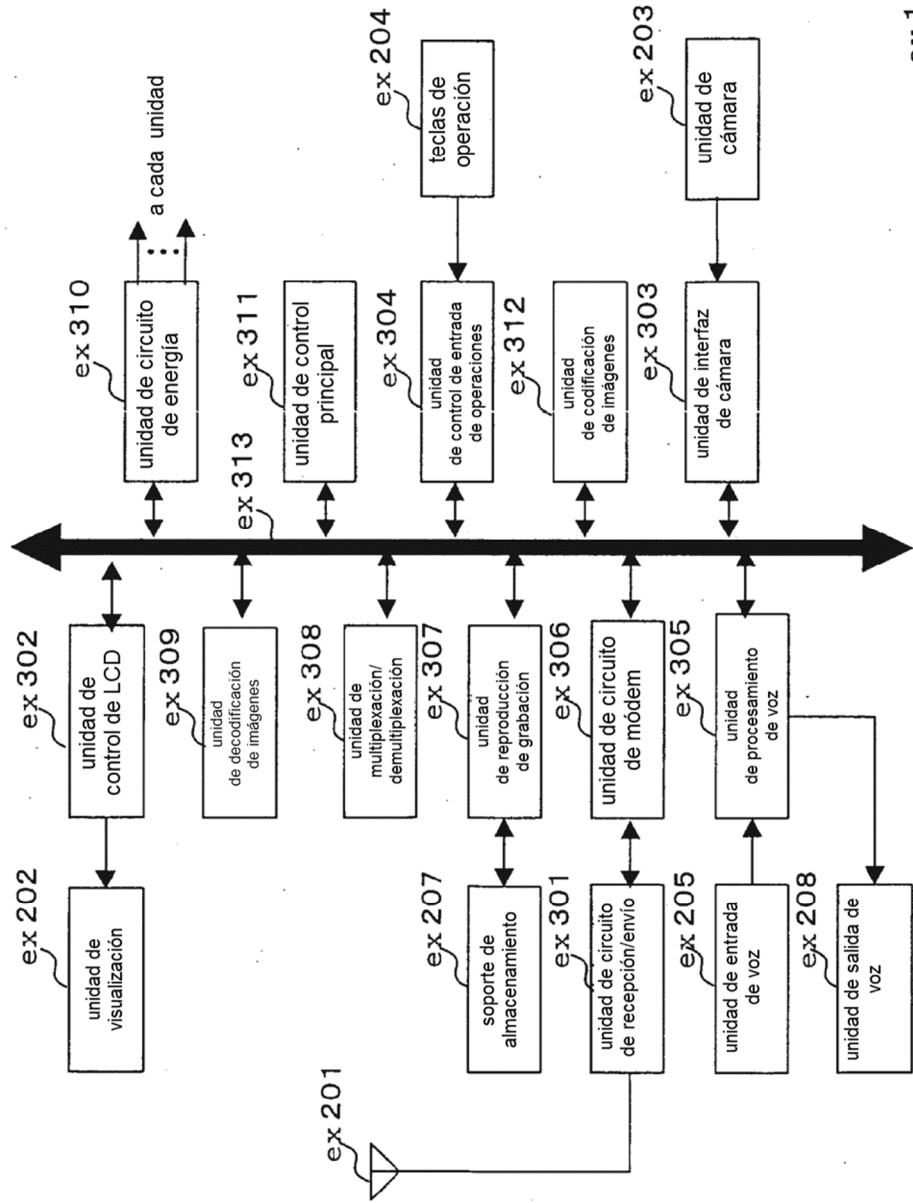 ex 201
ex 202
unidad de
visualización
ex 207
soporte de
almacenamiento
ex 301
unidad de circuito
de recepción/envío
ex 205
unidad de entrada
de voz
ex 208
unidad de salida de
voz
ex 302
unidad de
control de LCD
ex 309
unidad
de decodificación
de imágenes
ex 308
unidad de
multiplexación/
demultiplexación
ex 307
unidad
de reproducción
de grabación
ex 306
unidad de circuito
de módem
ex 305
unidad
de procesamiento
de voz
ex 313
ex 310
unidad de circuito
de energía
a cada unidad
ex 311
unidad de control
principal
ex 304
unidad
de control de entrada
de operaciones
ex 312
unidad
de codificación
de imágenes
ex 303
unidad de interfaz
de cámara
ex 204
teclas de
operación
ex 203
unidad de
cámara